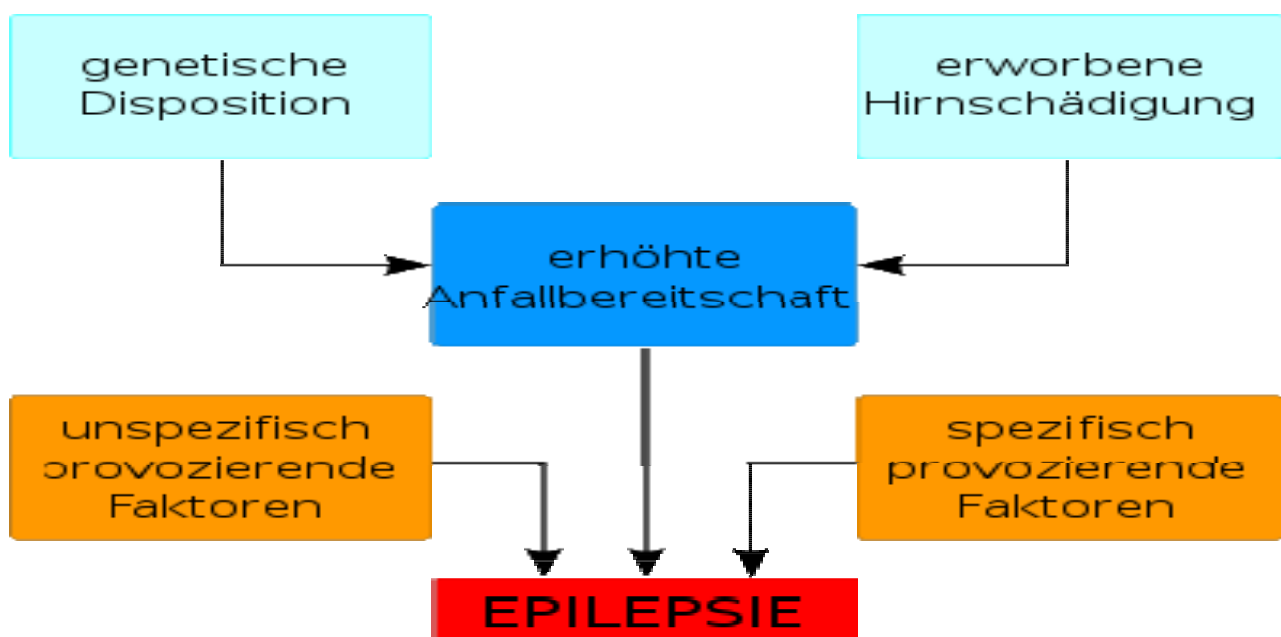 genetische
Disposition
erworbene
Hirnschädigung
erhöhte
Anfallbereitschaft
unspezifisch
provozierende
Faktoren
spezifisch
provozierende
Faktoren
EPILEPSIE